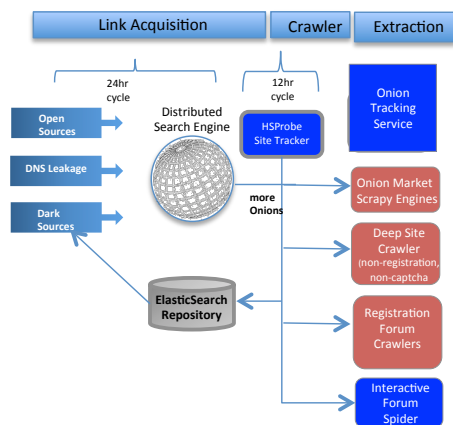 Link Acquisition
Crawler
Extraction
24hr
cycle
12hr
cycle
Open
Sources
DNS Leakage
Dark
Sources
Distributed
Search Engine
HSProbe
Site Tracker
more
Onions
ElasticSearch
Repository
Onion
Tracking
Service
Onion Market
Scrapy Engines
Deep Site
Crawler
(non-registration,
non-captcha
Registration
Forum
Crawlers
Interactive
Forum
Spider